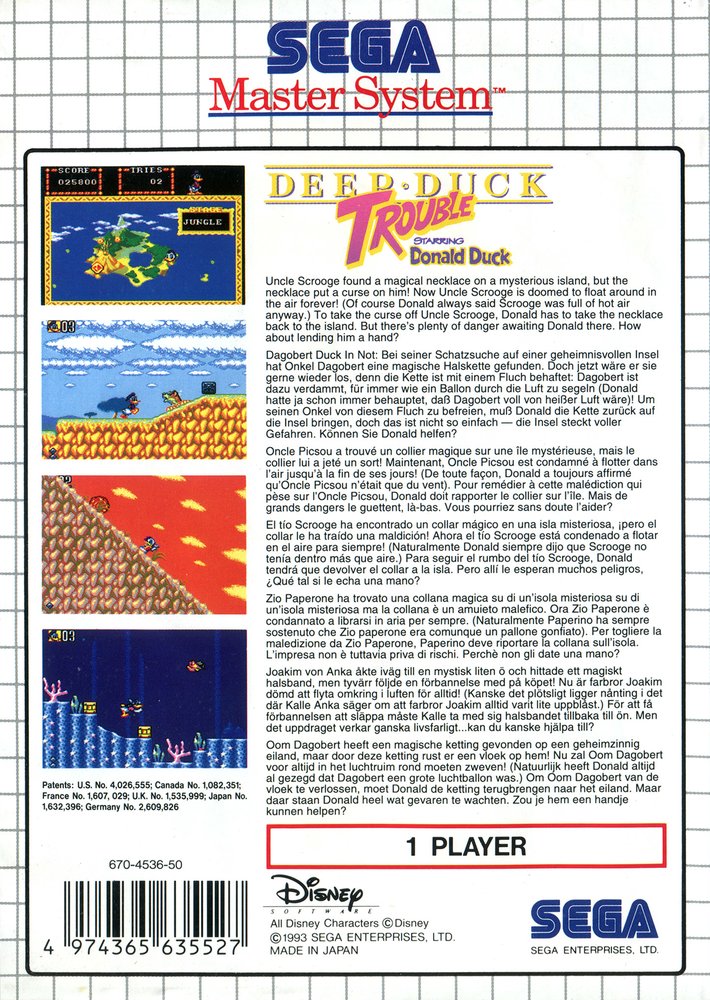 SEGA
Master System™
SCORE
TRIES
025800
02
STAGE
JUNGLE
03
03
DEEP·DUCK
TROUBLE
STARRING
Donald Duck
Uncle Scrooge found a magical necklace on a mysterious island, but the
necklace put a curse on him! Now Uncle Scrooge is doomed to float around in
the air forever! (Of course Donald always said Scrooge was full of hot air
anyway.) To take the curse off Uncle Scrooge, Donald has to take the necklace
back to the island. But there's plenty of danger awaiting Donald there. How
about lending him a hand?
Dagobert Duck In Not: Bei seiner Schatzsuche auf einer geheimnisvollen Insel
hat Onkel Dagobert eine magische Halskette gefunden. Doch jetzt wäre er sie
gerne wieder los, denn die Kette ist mit einem Fluch behaftet: Dagobert ist
dazu verdammt, für immer wie ein Ballon durch die Luft zu segeln (Donald
hatte ja schon immer behauptet, daß Dagobert voll von heißer Luft wäre)! Um
seinen Onkel von diesem Fluch zu befreien, muß Donald die Kette zurück auf
die Insel bringen, doch das ist nicht so einfach — die Insel steckt voller
Gefahren. Können Sie Donald helfen?
Oncle Picsou a trouvé un collier magique sur une île mystérieuse, mais le
collier lui a jeté un sort! Maintenant, Oncle Picsou est condamné à flotter dans
l'air jusqu'à la fin de ses jours! (De toute façon, Donald a toujours affirmé
qu'Oncle Picsou n'était que du vent). Pour remédier à cette malédiction qui
pèse sur l'Oncle Picsou, Donald doit rapporter le collier sur l'île. Mais de
grands dangers le guettent, là-bas. Vous pourriez sans doute l'aider?
El tío Scrooge ha encontrado un collar mágico en una isla misteriosa, ¡pero el
collar le ha traído una maldición! Ahora el tío Scrooge está condenado a flotar
en el aire para siempre! (Naturalmente Donald siempre dijo que Scrooge no
tenía dentro más que aire.) Para seguir el rumbo del tío Scrooge, Donald
tendrá que devolver el collar a la isla. Pero allí le esperan muchos peligros,
¿Qué tal si le echa una mano?
Zio Paperone ha trovato una collana magica su di un'isola misteriosa su di
un'isola misteriosa ma la collana è un amuieto malefico. Ora Zio Paperone è
condannato a librarsi in aria per sempre. (Naturalmente Paperino ha sempre
sostenuto che Zio paperone era comunque un pallone gonfiato). Per togliere la
maledizione da Zio Paperone, Paperino deve riportare la collana sull'isola.
L'impresa non è tuttavia priva di rischi. Perchè non gli date una mano?
Joakim von Anka åkte iväg till en mystisk liten ö och hittade ett magiskt
halsband, men tyvärr följde en förbannelse med på köpet! Nu är farbror Joakim
dömd att flyta omkring i luften för alltid! (Kanske det plötsligt ligger nånting i det
där Kalle Anka säger om att farbror Joakim alltid varit lite uppblåst.) För att få
förbannelsen att släppa måste Kalle ta med sig halsbandet tillbaka till ön. Men
det uppdraget verkar ganska livsfarligt...kan du kanske hjälpa till?
Oom Dagobert heeft een magische ketting gevonden op een geheimzinnig
eiland, maar door deze ketting rust er een vloek op hem! Nu zal Oom Dagobert
voor altijd in het luchtruim rond moeten zweven! (Natuurlijk heeft Donald altijd
al gezegd dat Dagobert een grote luchtballon was.) Om Oom Dagobert van de
vloek te verlossen, moet Donald de ketting terugbrengen naar het eiland. Maar
daar staan Donald heel wat gevaren te wachten. Zou je hem een handje
kunnen helpen?
Patents: U.S. No. 4,026,555; Canada No. 1,082,351;
France No. 1,607, 029; U.K. No. 1,535,999; Japan No.
1,632,396; Germany No. 2,609,826
1 PLAYER
670-4536-50
4 974365 635527
Disney
SOFTWARE
All Disney Characters ©Disney
©1993 SEGA ENTERPRISES, LTD.
MADE IN JAPAN
SEGA
SEGA ENTERPRISES, LTD.